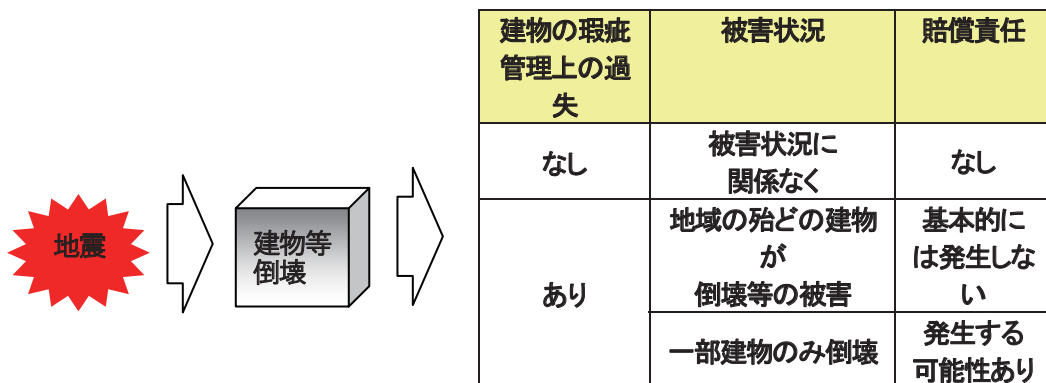 地震
建物等
倒壊
建物の瑕疵
管理上の過
失
被害状況
賠償責任
なし
被害状況に
関係なく
なし
あり
地域の殆どの建物
が
倒壊等の被害
基本的に
は発生しな
い
一部建物のみ倒壊
発生する
可能性あり